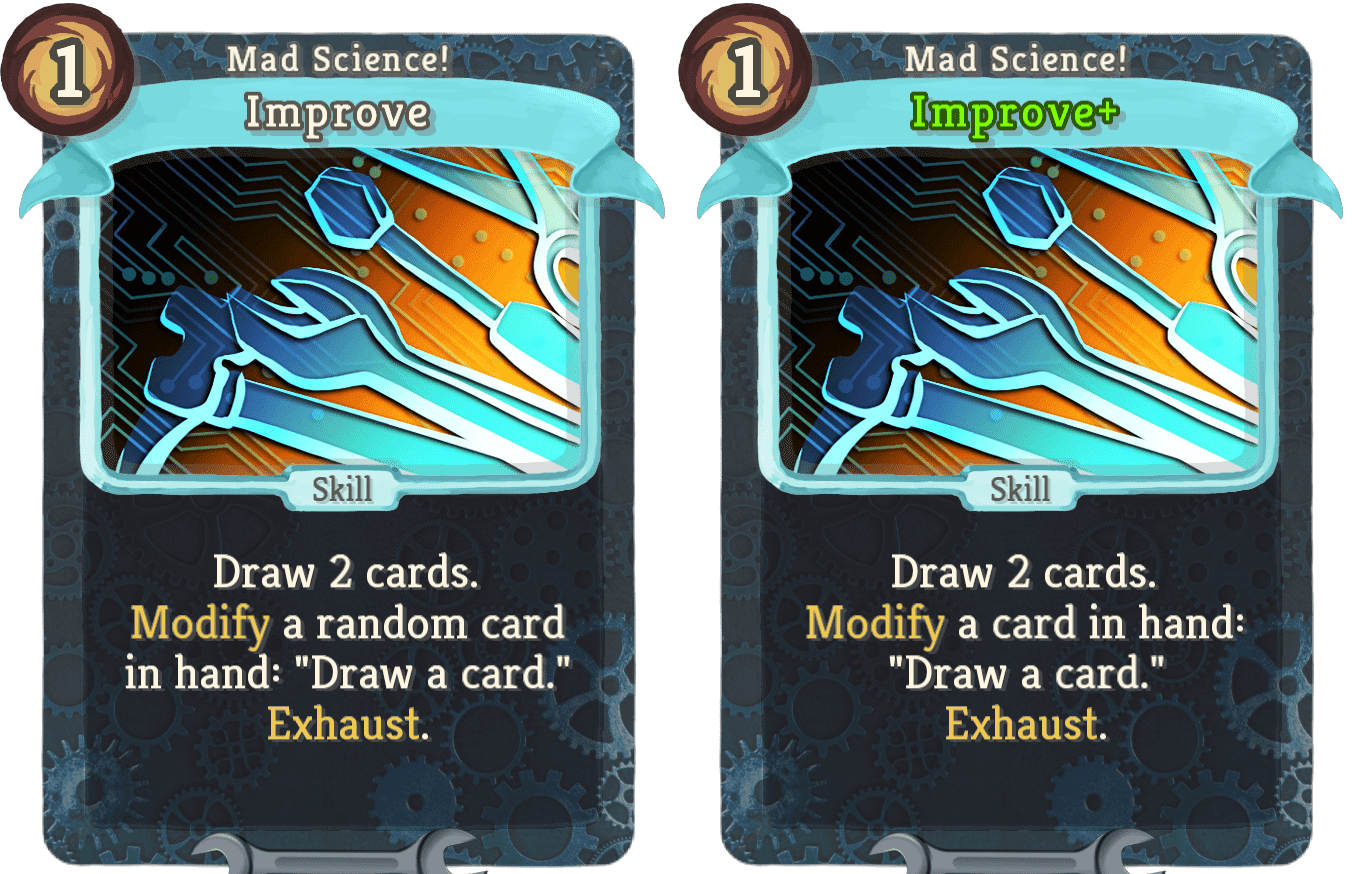 1
Mad Science!
Improve
Skill
Draw 2 cards.
Modify a random card
in hand: "Draw a card."
Exhaust.
1
Mad Science!
Improve+
Skill
Draw 2 cards.
Modify a card in hand:
"Draw a card."
Exhaust.